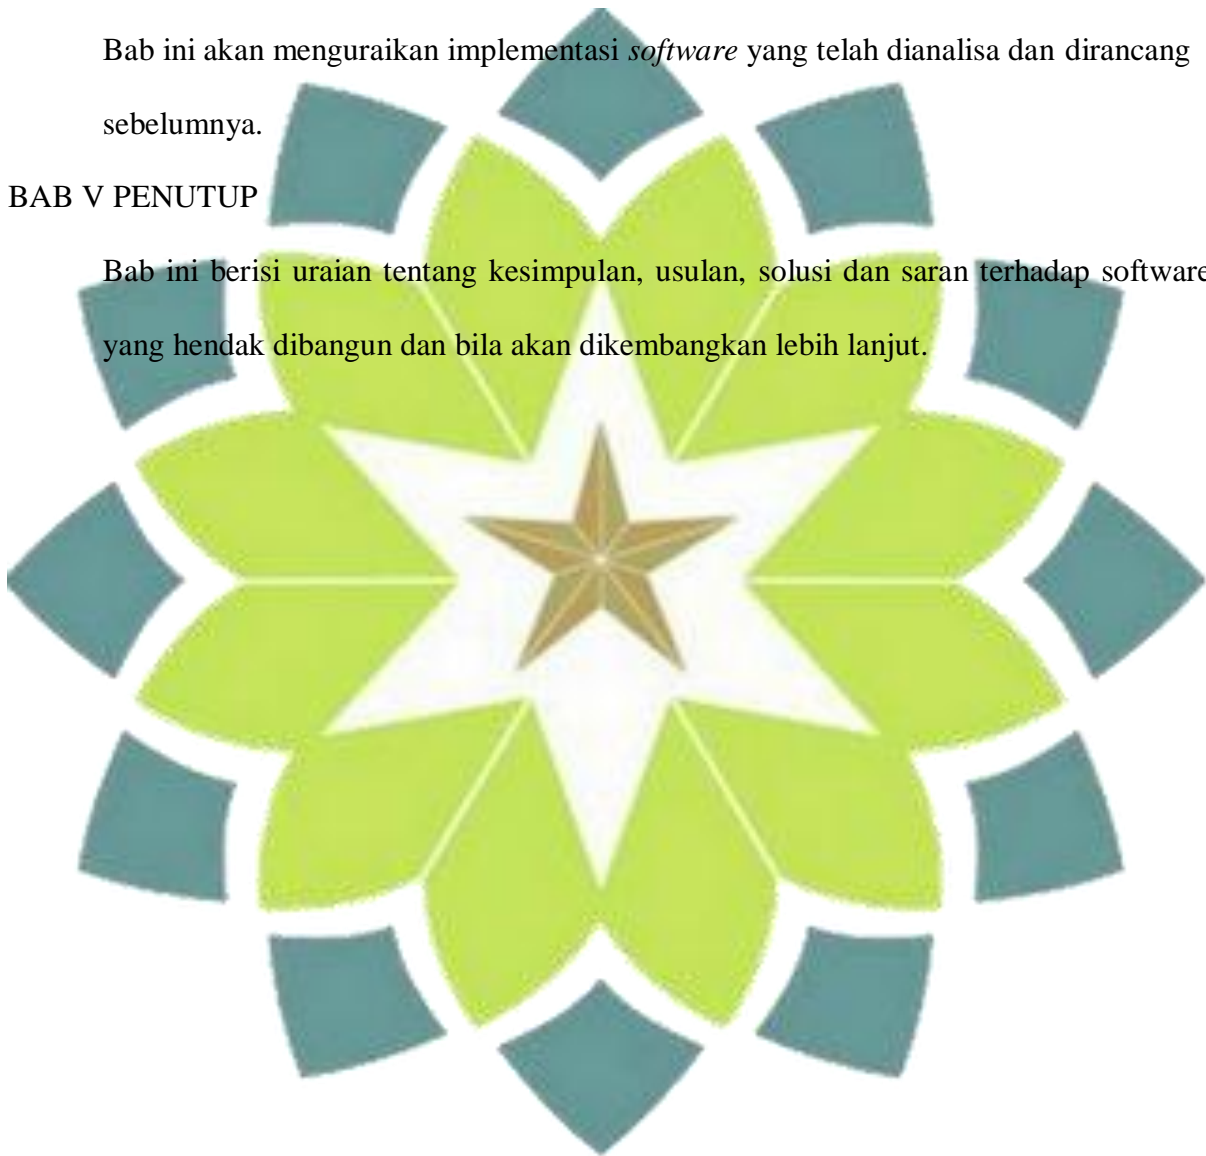 Bab ini akan menguraikan implementasi software yang telah dianalisa dan dirancang
sebelumnya.
BAB V PENUTUP
Bab ini berisi uraian tentang kesimpulan, usulan, solusi dan saran terhadap software
yang hendak dibangun dan bila akan dikembangkan lebih lanjut.